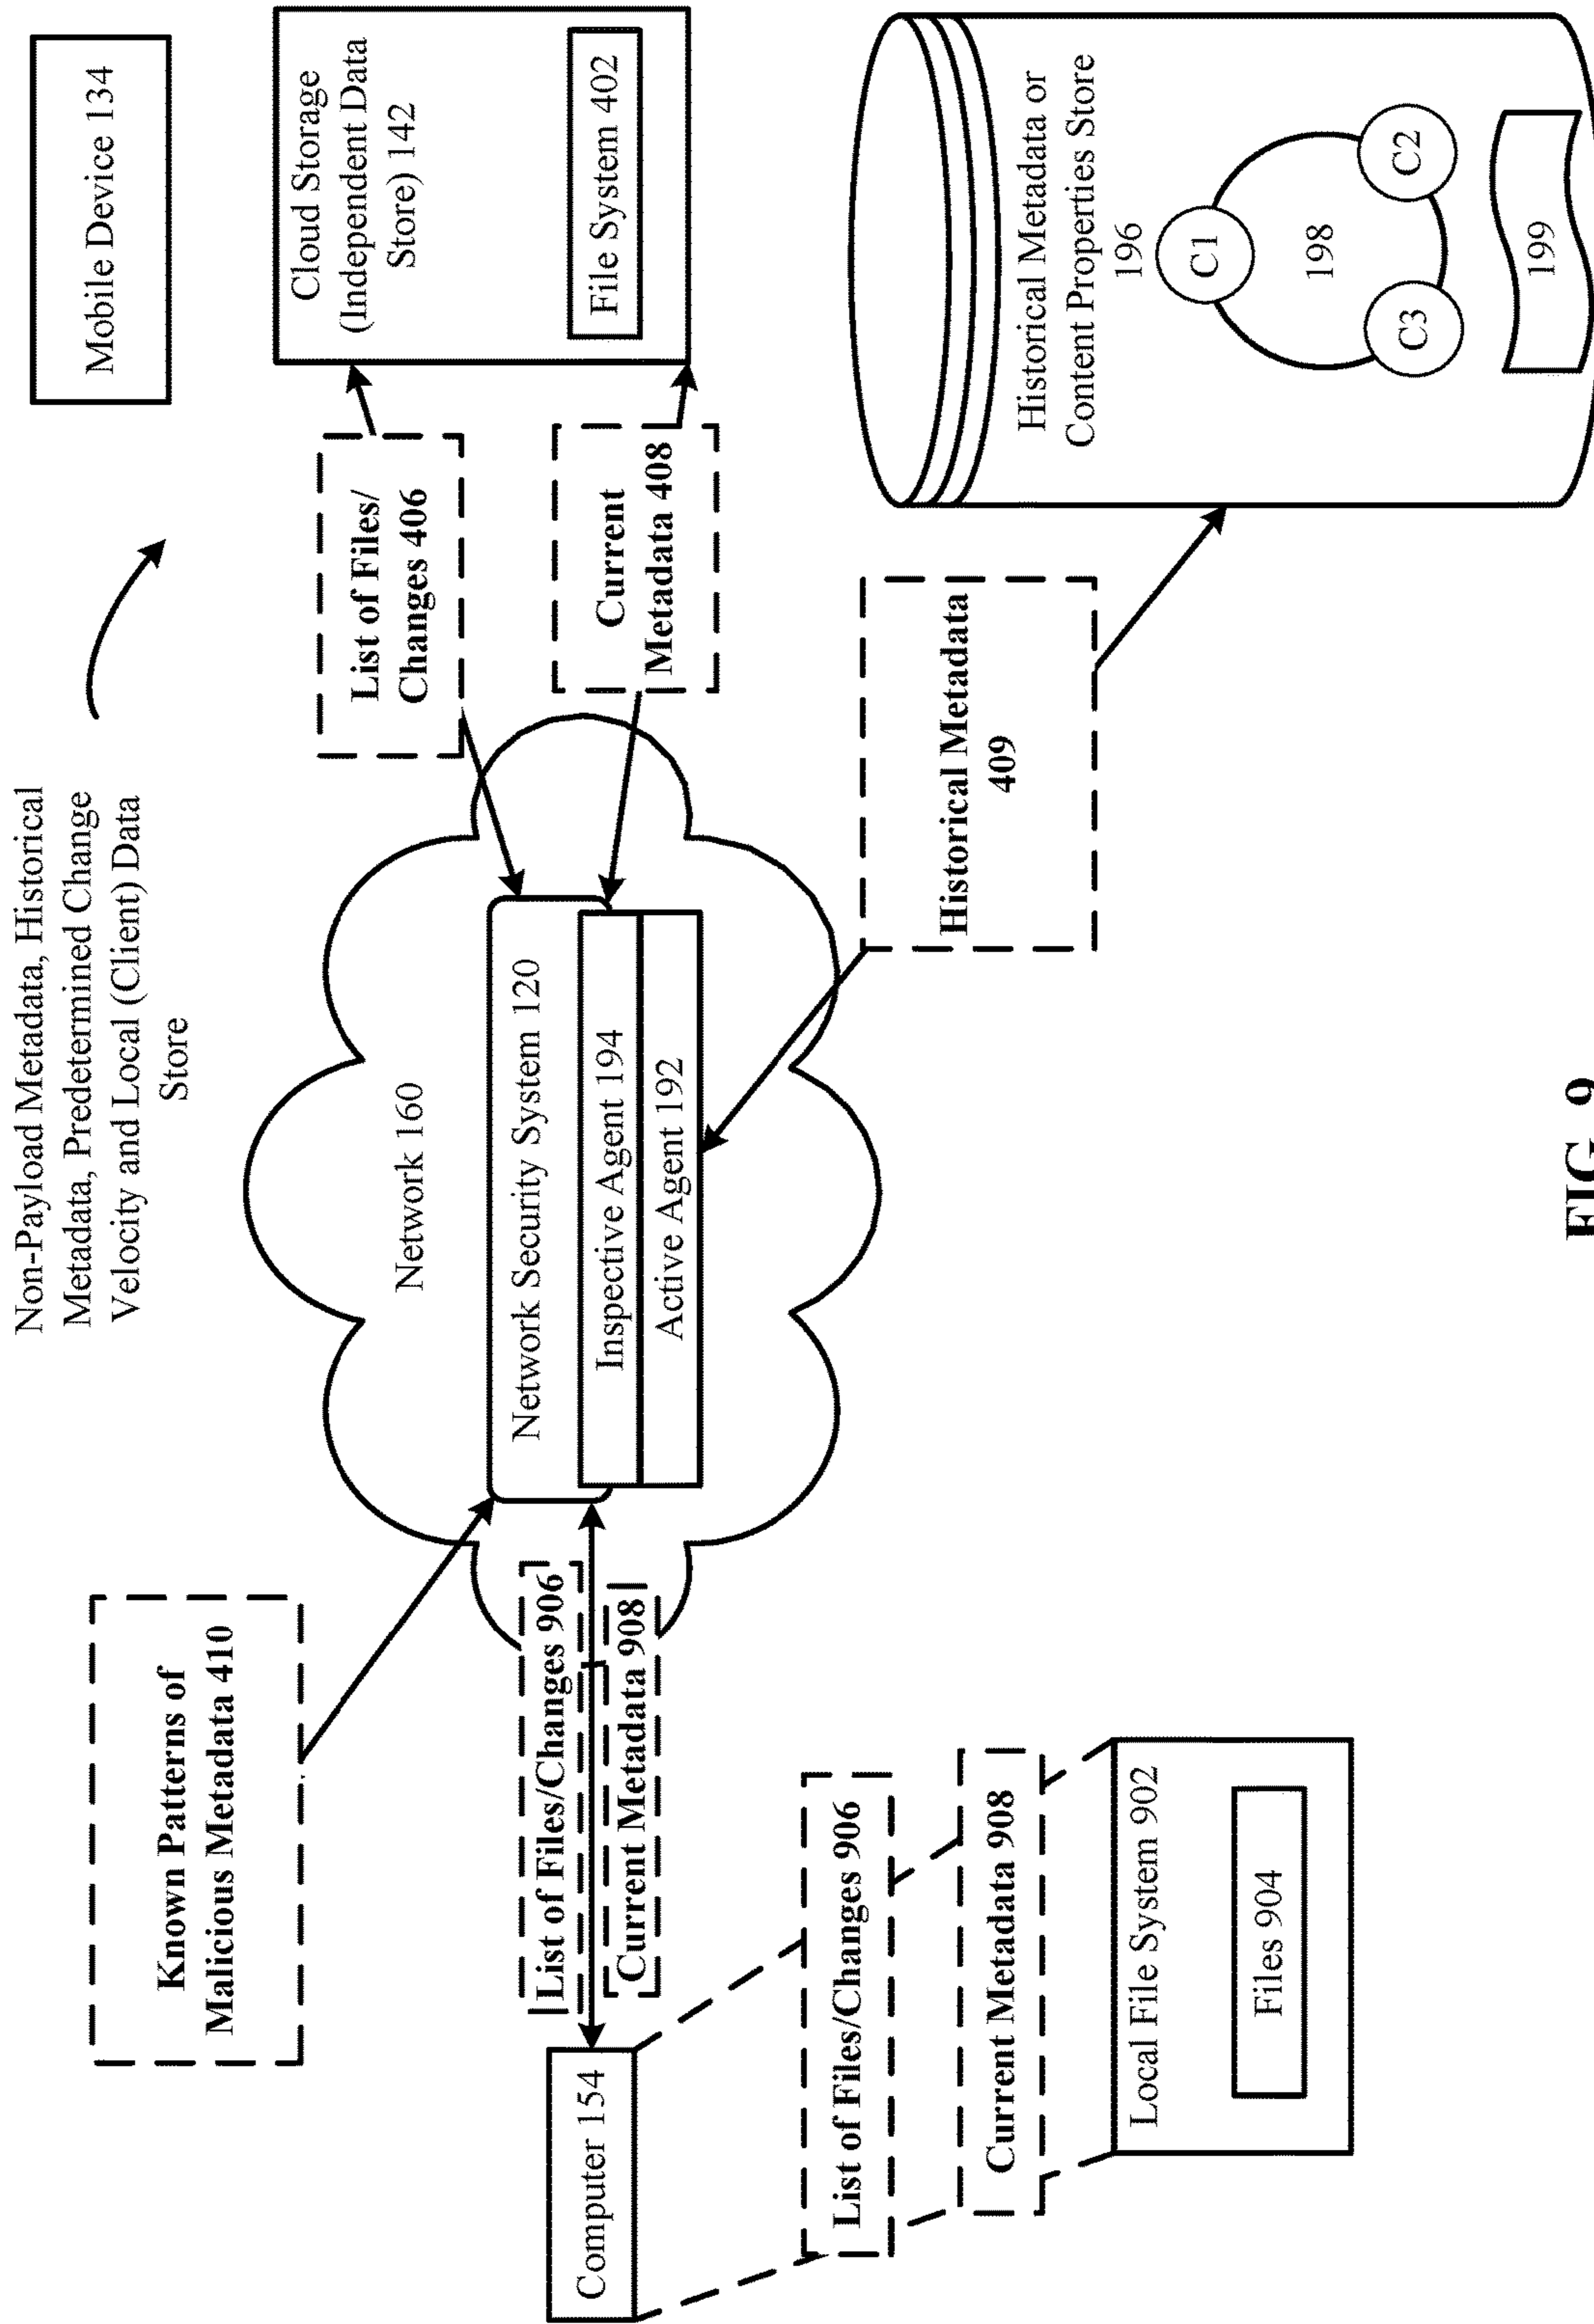 Non-Payload Metadata, Historical
Metadata, Predetermined Change
Velocity and Local (Client) Data
Store
Mobile Device 134
Known Patterns of
Malicious Metadata 410
Network 160
List of Files/
Changes 406
Cloud Storage
(Independent Data
Store) 142
File System 402
Network Security System 120
Inspective Agent 194
Active Agent 192
Current
Metadata 408
List of Files/Changes 906
Current Metadata 908
Computer 154
List of Files/Changes 906
Current Metadata 908
Local File System 902
Files 904
Historical Metadata
409
Historical Metadata or
Content Properties Store
196
C1
198
C3
C2
199
FIG. 9